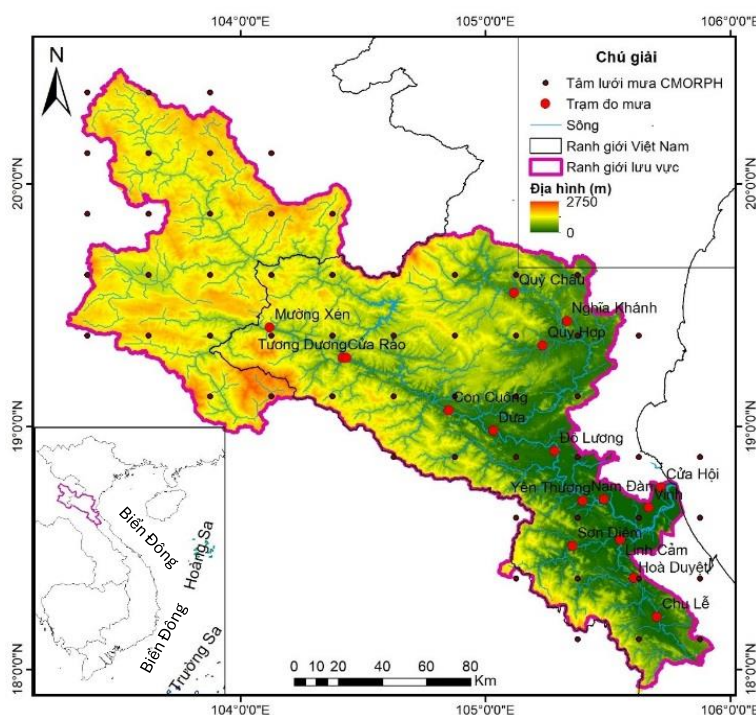 104°0'0"E 105°0'0"E 106°0'0"E
N
Chú giải
Tâm lưới mưa CMORPH
Trạm đo mưa
Sông
Ranh giới Việt Nam
Ranh giới lưu vực
Địa hình (m)
2750
0
20°0'0"N 20°0'0"N
Quỳ Châu
Mường Xén
Nghĩa Khánh
Tương Dương Cửa Rào
Quỳ Hợp
Con Cuông
19°0'0"N 19°0'0"N
Dừa
Đô Lương
Cửa Hội
Yên Thượng
Nam Đàn
Vinh
Sơn Diệm
Linh Cảm
Hoà Duyệt
Chu Lễ
Biển Đông
Hoàng Sa
Biển Đông
Trường Sa
0 10 20 40 60 80
Km
18°0'0"N 18°0'0"N
104°0'0"E 105°0'0"E 106°0'0"E